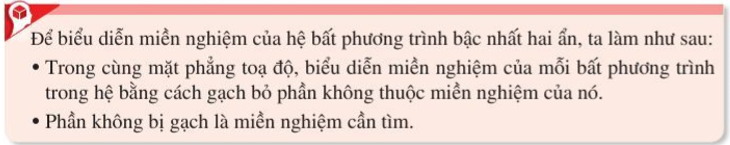 Để biểu diễn miền nghiệm của hệ bất phương trình bậc nhất hai ẩn, ta làm như sau:
• Trong cùng mặt phẳng toạ độ, biểu diễn miền nghiệm của mỗi bất phương trình
trong hệ bằng cách gạch bỏ phần không thuộc miền nghiệm của nó.
• Phần không bị gạch là miền nghiệm cần tìm.